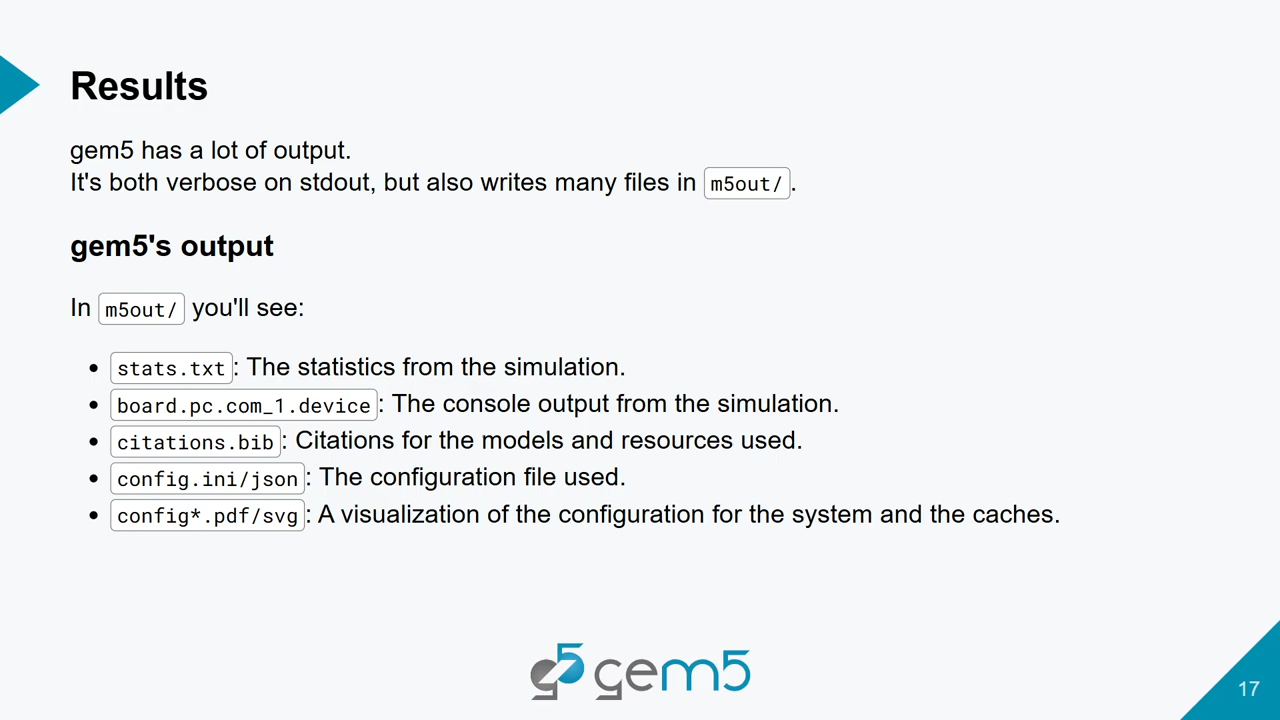 Results
gem5 has a lot of output.
It's both verbose on stdout, but also writes many files in m5out/.
gem5's output
In m5out/ you'll see:
• stats.txt: The statistics from the simulation.
• board.pc.com_1.device: The console output from the simulation.
• citations.bib: Citations for the models and resources used.
• config.ini/json: The configuration file used.
• config*.pdf/svg: A visualization of the configuration for the system and the caches.
g5 gem5
17